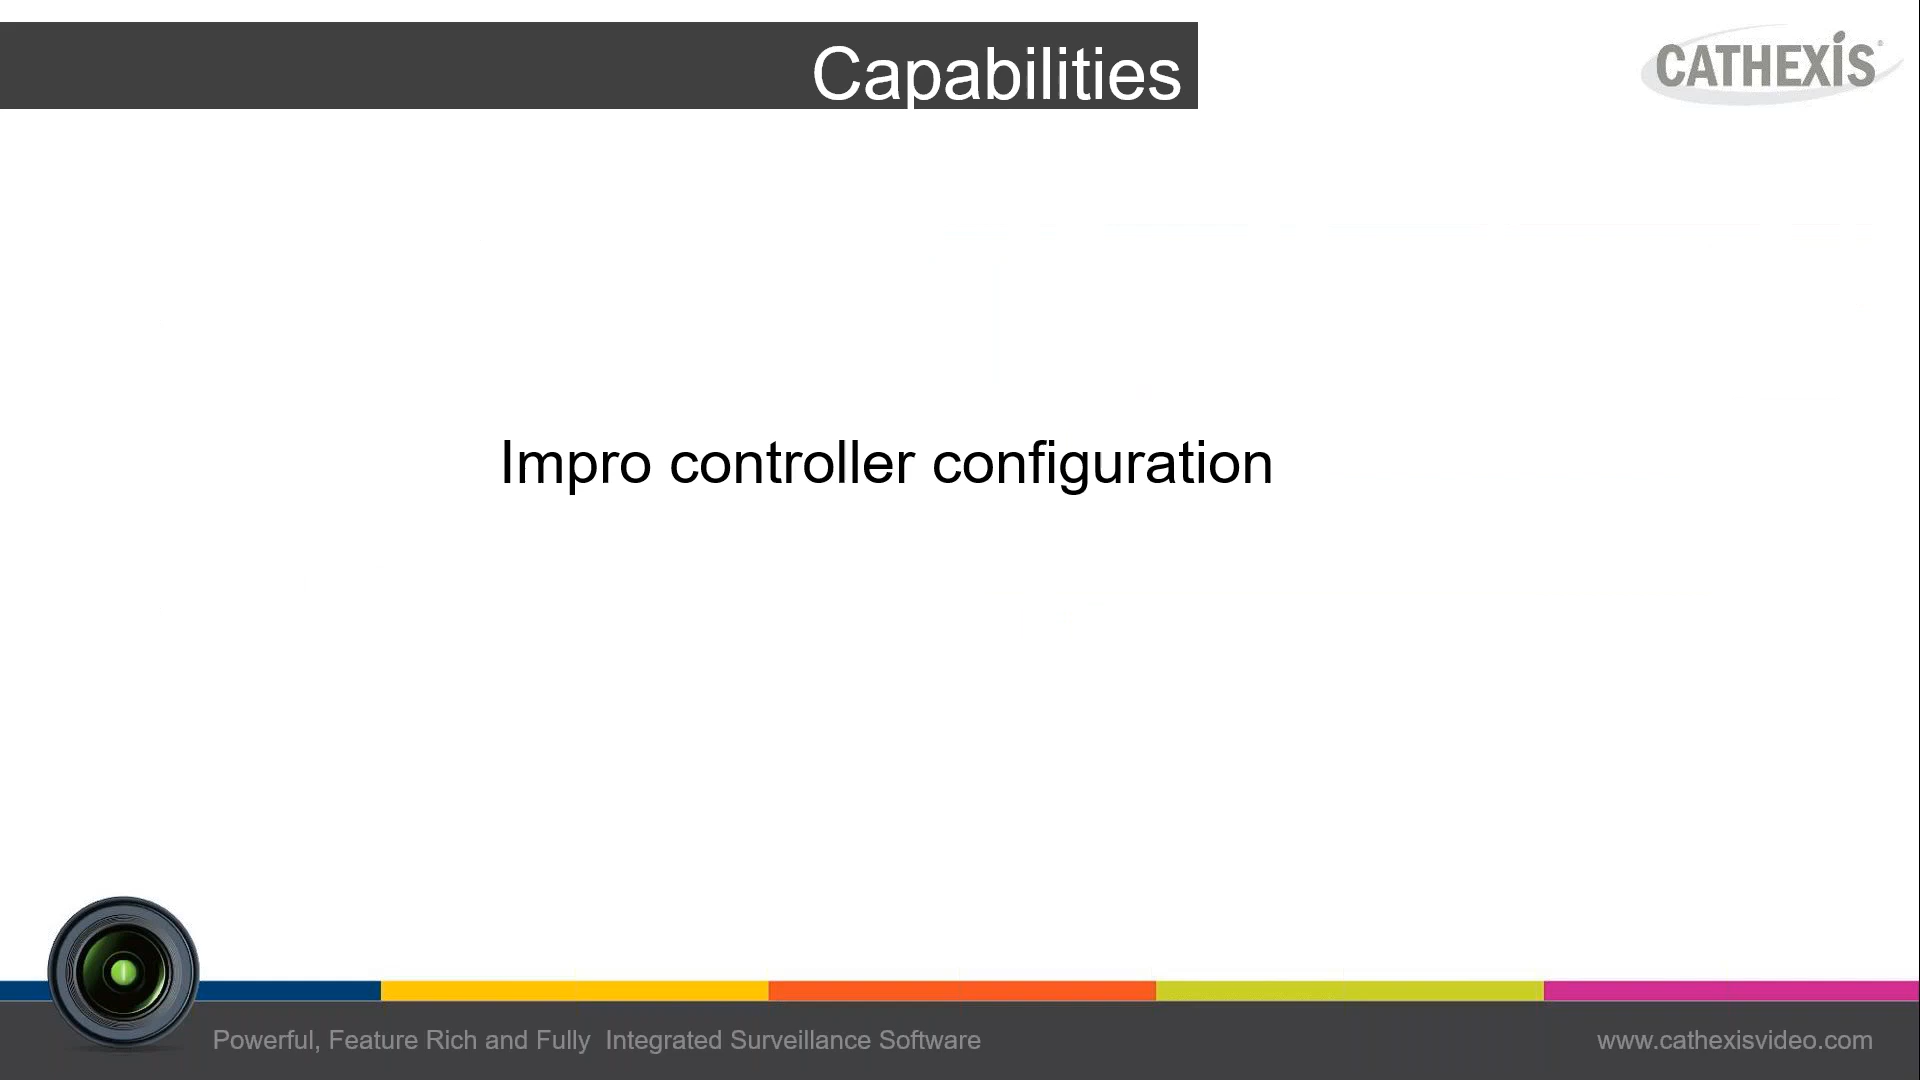 Capabilities
CATHEXIS
Impro controller configuration
Powerful, Feature Rich and Fully  Integrated Surveillance Software
www.cathexisvideo.com